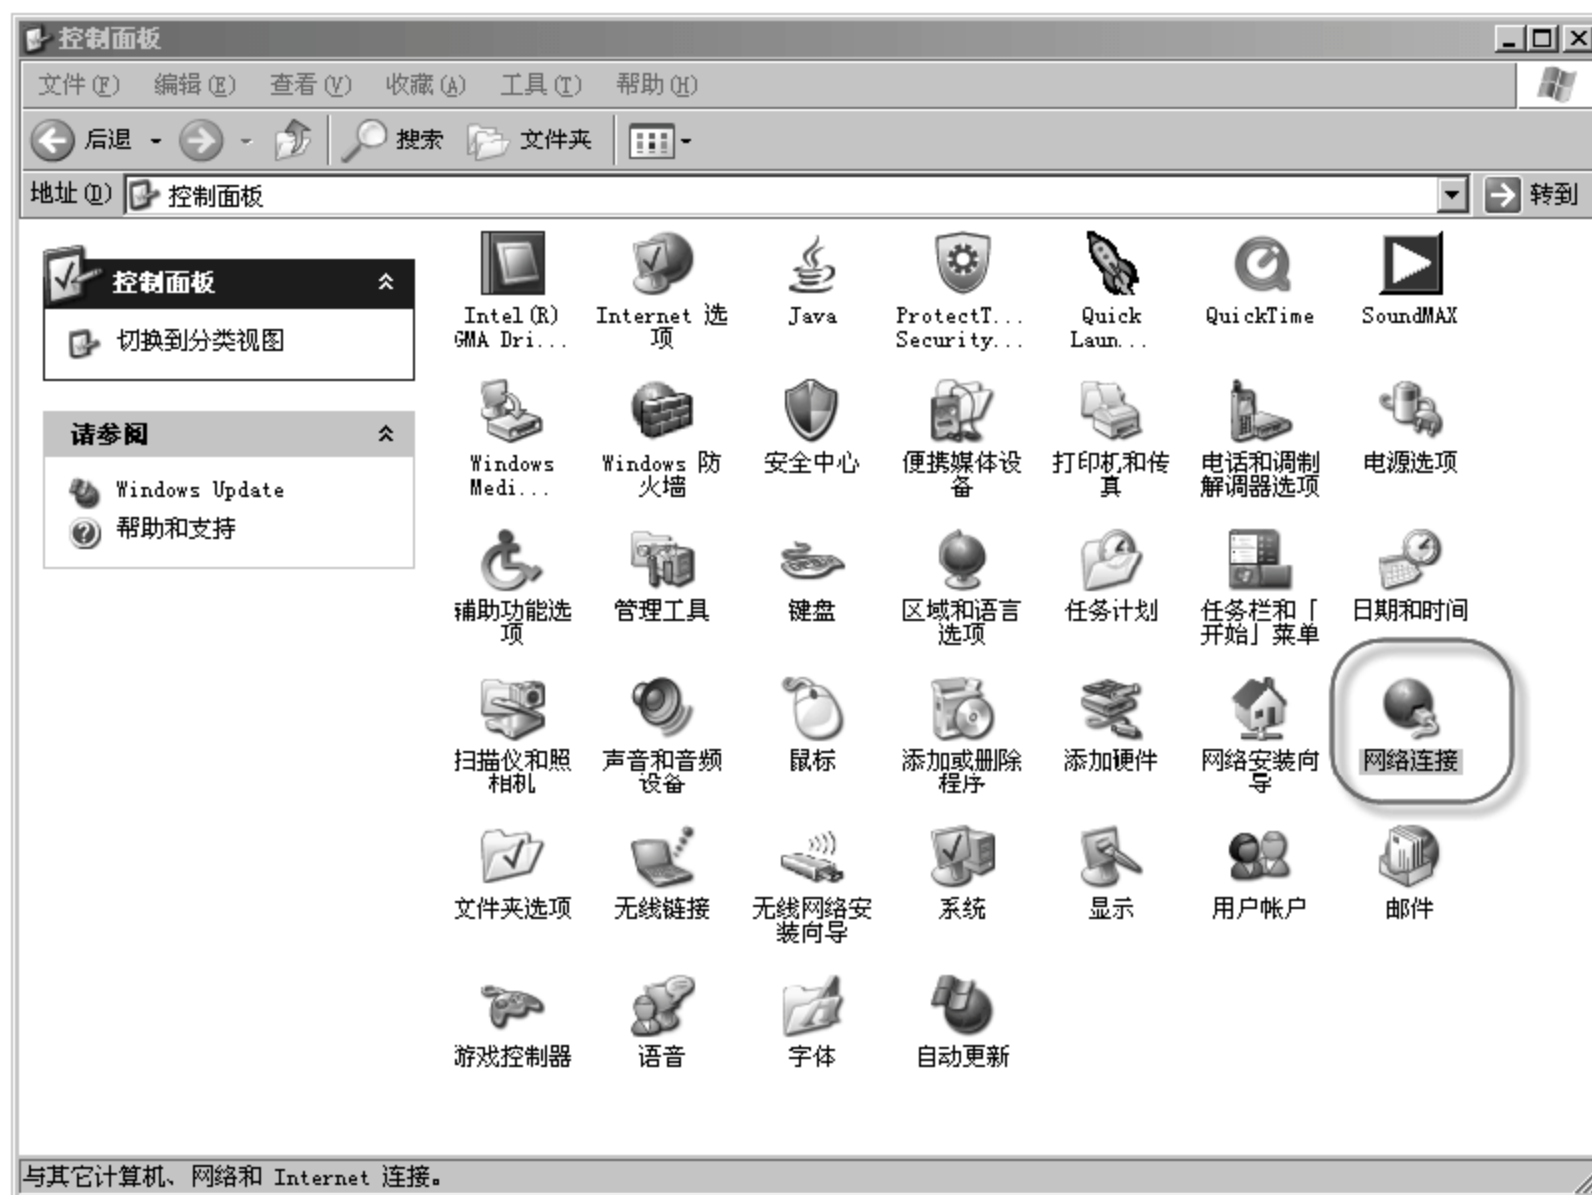 控制面板
文件(F) 编辑(E) 查看(V) 收藏(A) 工具(T) 帮助(H)
后退 搜索 文件夹
地址(D) 控制面板 转到
控制面板
切换到分类视图
请参阅
Windows Update
帮助和支持
Intel(R)
GMA Dri...
Internet 选
项
Java
ProtectT...
Security...
Quick
Laun...
QuickTime
SoundMAX
Windows
Medi...
Windows 防
火墙
安全中心
便携媒体设
备
打印机和传
真
电话和调制
解调器选项
电源选项
辅助功能选
项
管理工具
键盘
区域和语言
选项
任务计划
任务栏和「
开始」菜单
日期和时间
扫描仪和照
相机
声音和音频
设备
鼠标
添加或删除
程序
添加硬件
网络安装向
导
网络连接
文件夹选项
无线链接
无线网络安
装向导
系统
显示
用户帐户
邮件
游戏控制器
语音
字体
自动更新
与其它计算机、网络和 Internet 连接。